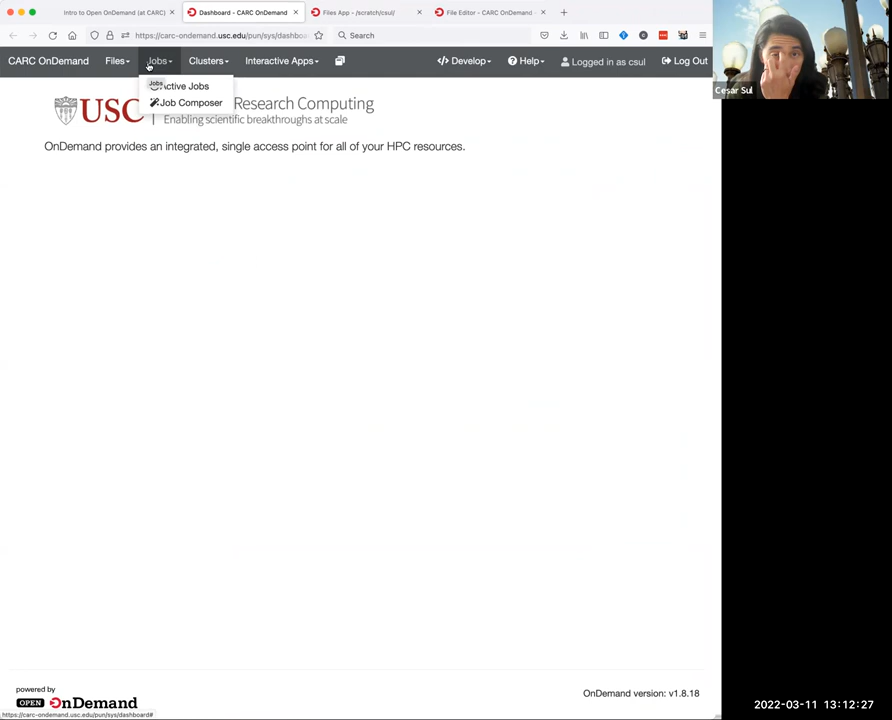 Intro to Open OnDemand (at CARC)
Dashboard - CARC OnDemand
Files App - /scratch/csul/
File Editor - CARC OnDemand
https://carc-ondemand.usc.edu/pun/sys/dashboa
Search
CARC OnDemand
Files
Jobs
Clusters
Interactive Apps
Develop
Help
Logged in as csul
Log Out
Jobs
Active Jobs
Job Composer
USC
Research Computing
Enabling scientific breakthroughs at scale
OnDemand provides an integrated, single access point for all of your HPC resources.
Cesar Sul
powered by
OPEN OnDemand
OnDemand version: v1.8.18
https://carc-ondemand.usc.edu/pun/sys/dashboard#
2022-03-11 13:12:27